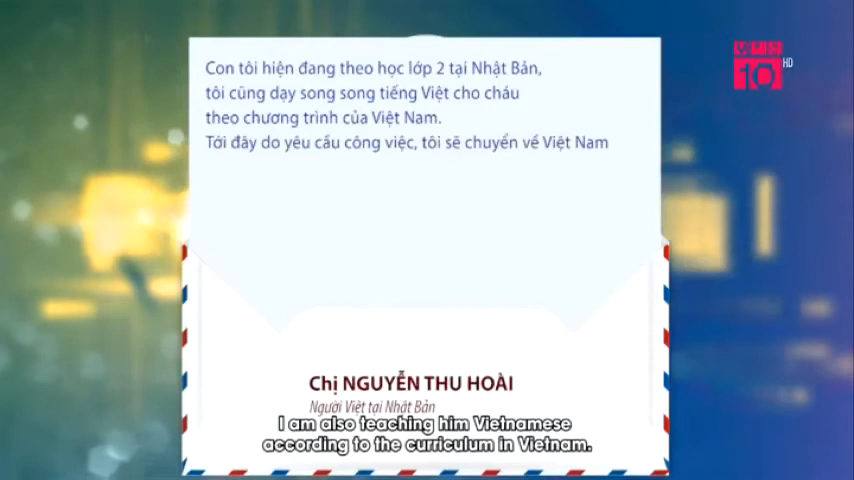 Con tôi hiện đang theo học lớp 2 tại Nhật Bản,
tôi cũng dạy song song tiếng Việt cho cháu
theo chương trình của Việt Nam.
Tới đây do yêu cầu công việc, tôi sẽ chuyển về Việt Nam
VTC
10
HD
Chị NGUYỄN THU HOÀI
Người Việt tại Nhật Bản
I am also teaching him Vietnamese
according to the curriculum in Vietnam.